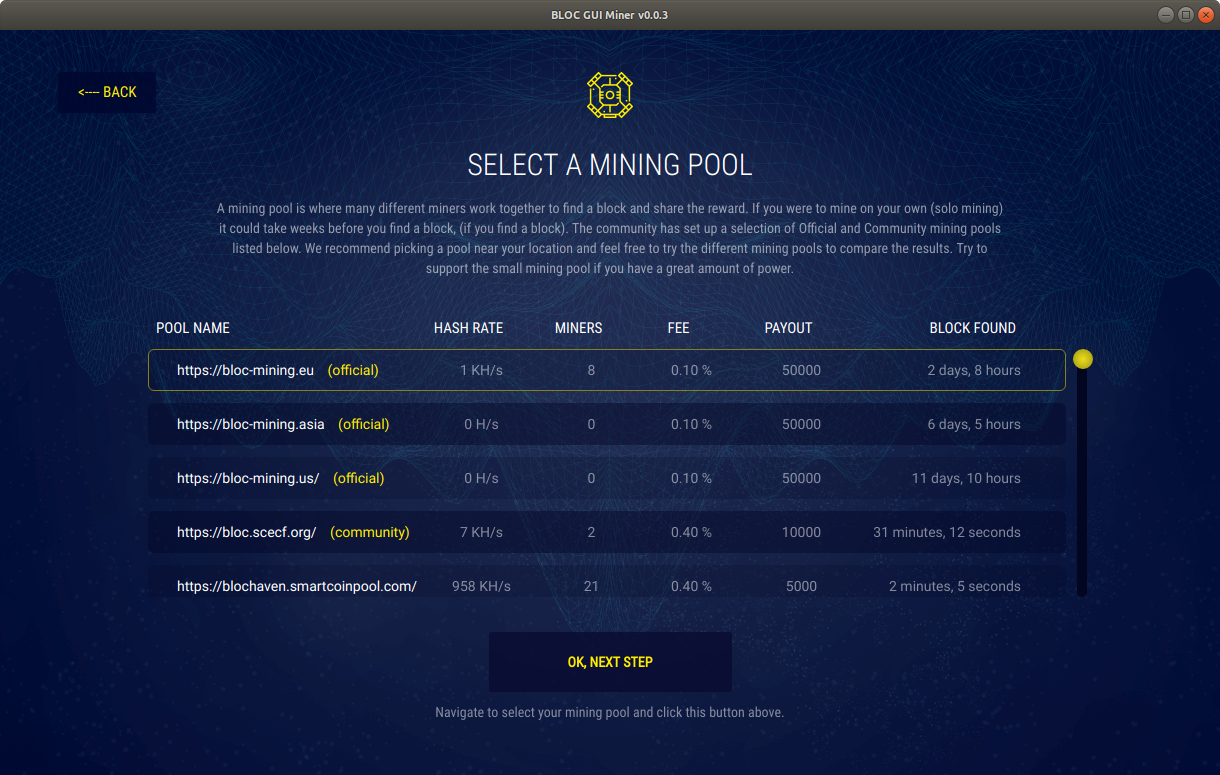 BLOC GUI Miner v0.0.3
<---- BACK
SELECT A MINING POOL
A mining pool is where many different miners work together to find a block and share the reward. If you were to mine on your own (solo mining)
it could take weeks before you find a block, (if you find a block). The community has set up a selection of Official and Community mining pools
listed below. We recommend picking a pool near your location and feel free to try the different mining pools to compare the results. Try to
support the small mining pool if you have a great amount of power.
POOL NAME HASH RATE MINERS FEE PAYOUT BLOCK FOUND
https://bloc-mining.eu (official) 1 KH/s 8 0.10 % 50000 2 days, 8 hours
https://bloc-mining.asia (official) 0 H/s 0 0.10 % 50000 6 days, 5 hours
https://bloc-mining.us/ (official) 0 H/s 0 0.10 % 50000 11 days, 10 hours
https://bloc.scecf.org/ (community) 7 KH/s 2 0.40 % 10000 31 minutes, 12 seconds
https://blochaven.smartcoinpool.com/ 958 KH/s 21 0.40 % 5000 2 minutes, 5 seconds
OK, NEXT STEP
Navigate to select your mining pool and click this button above.